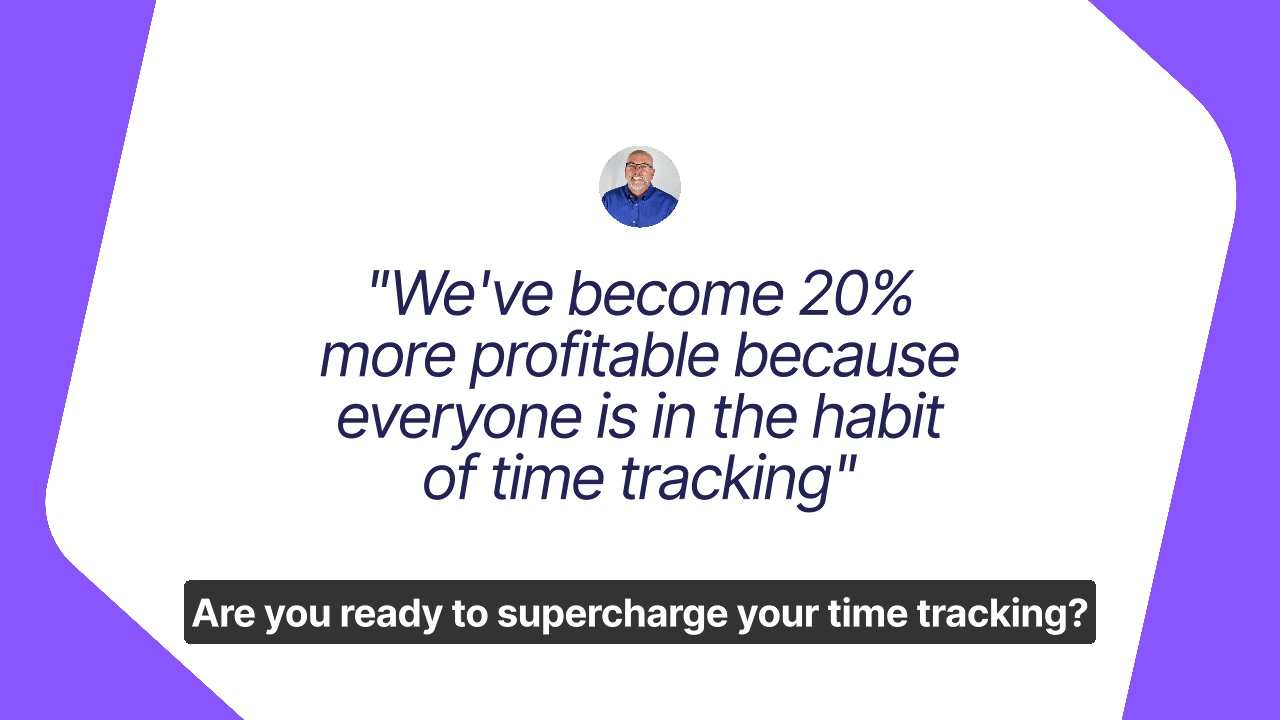 "We've become 20%
more profitable because
everyone is in the habit
of time tracking"
Are you ready to supercharge your time tracking?